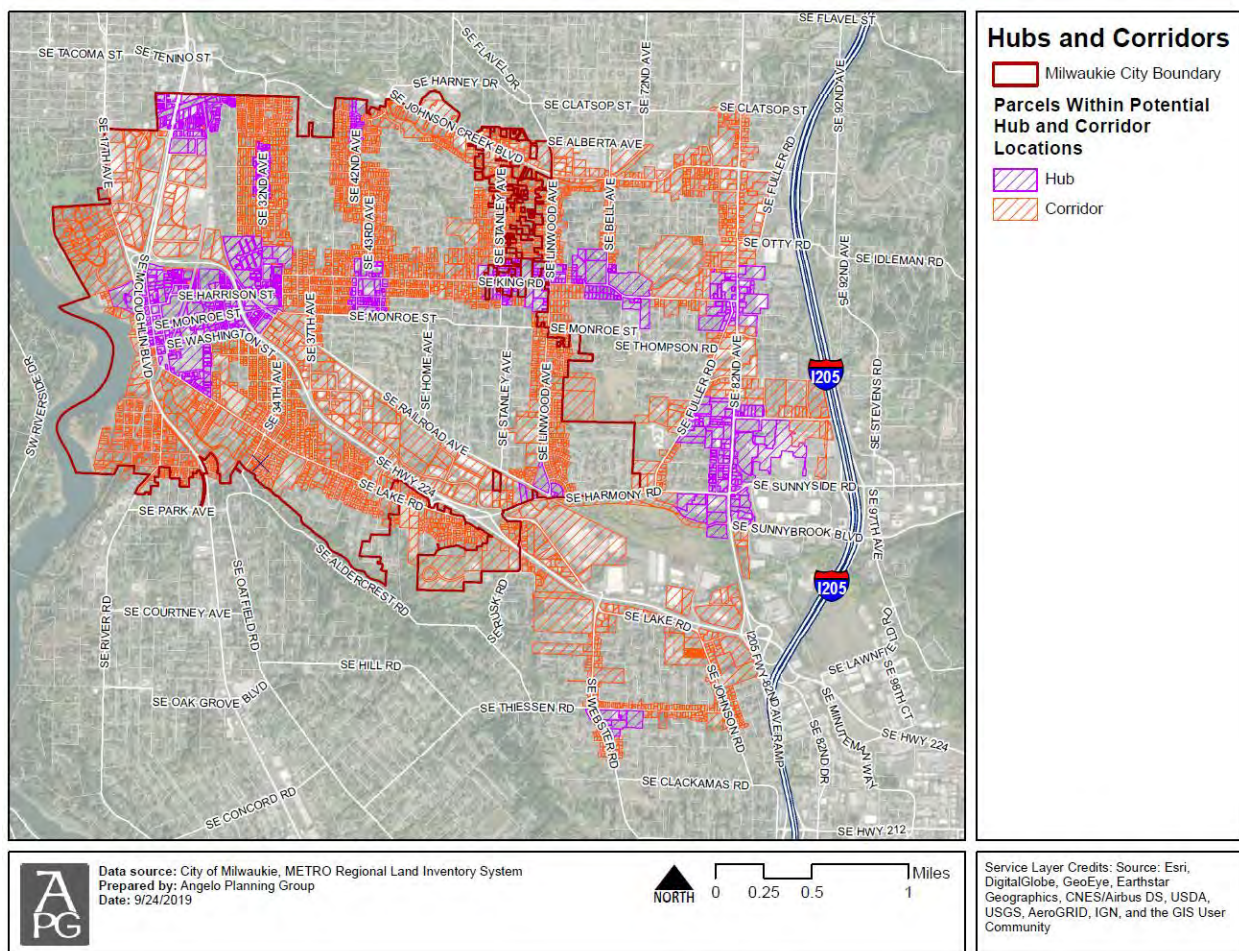 SE FLAVEL ST
SE TACOMA ST
SE TENINO ST
SE FLAVEL DR
SE 72ND AVE
SE 92ND AVE
SE HARNEY DR
SE CLATSOP ST
SE CLATSOP ST
SE 17TH AVE
SE JOHNSON CREEK BLVD
SE ALBERTA AVE
SE FULLER RD
SE 32ND AVE
SE 42ND AVE
SE STANLEY AVE
SE LINWOOD AVE
SE BELL AVE
SE 43RD AVE
SE OTTY RD
SE 92ND AVE
SE IDLEMAN RD
SE MCLOUGHLIN BLVD
SE HARRISON ST
SE KING RD
SE MONROE ST
SE MONROE ST
SE MONROE ST
SE WASHINGTON ST
SE 37TH AVE
SE THOMPSON RD
SE 82ND AVE
SW RIVERSIDE DR
SE 34TH AVE
SE HOME AVE
SE STANLEY AVE
SE LINWOOD AVE
SE FULLER RD
I205
SE STEVENS RD
SE RAILROAD AVE
SE HWY 224
SE LAKE RD
SE HARMONY RD
SE SUNNYSIDE RD
SE SUNNYBROOK BLVD
SE 97TH AVE
SE PARK AVE
SE ALDERCREST RD
SE RUSK RD
I205
SE RIVER RD
SE COURTNEY AVE
SE OATFIELD RD
SE LAKE RD
SE HILL RD
SE OAK GROVE BLVD
SE THIESSEN RD
SE WEBSTER RD
SE JOHNSON RD
I205 FWY-82ND AVE RAMP
SE LAWNFIELD RD
SE 98TH CT
SE MINUTEMAN WAY
SE 82ND DR
SE HWY 224
SE CLACKAMAS RD
SE CONCORD RD
SE HWY 212
Hubs and Corridors
Milwaukie City Boundary
Parcels Within Potential
Hub and Corridor
Locations
Hub
Corridor
APG
Data source: City of Milwaukie, METRO Regional Land Inventory System
Prepared by: Angelo Planning Group
Date: 9/24/2019
NORTH
Miles
0 0.25 0.5 1
Service Layer Credits: Source: Esri,
DigitalGlobe, GeoEye, Earthstar
Geographics, CNES/Airbus DS, USDA,
USGS, AeroGRID, IGN, and the GIS User
Community